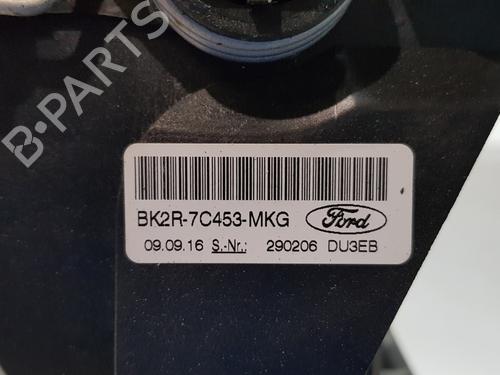 B-PARTS
BK2R-7C453-MKG Ford
09.09.16 S.-Nr.: 290206 DU3EB